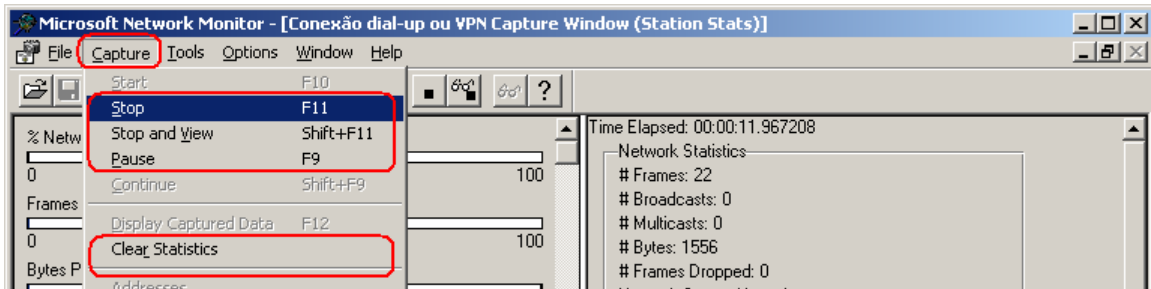 Microsoft Network Monitor - [Conexão dial-up ou VPN Capture Window (Station Stats)]
File Capture Tools Options Window Help
Start F10
Stop F11
Stop and View Shift+F11
Pause F9
Continue Shift+F9
Display Captured Data F12
Clear Statistics
Addresses
% Netw
0 100
Frames
0 100
Bytes P
?
Time Elapsed: 00:00:11.967208
Network Statistics
# Frames: 22
# Broadcasts: 0
# Multicasts: 0
# Bytes: 1556
# Frames Dropped: 0